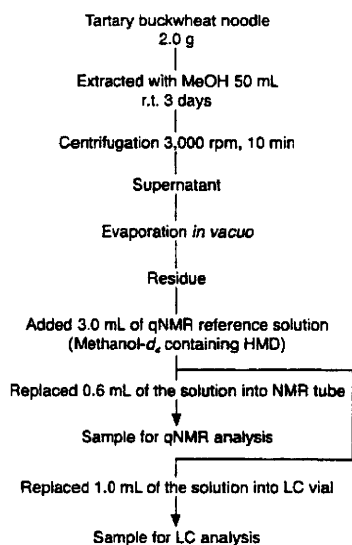 Tartary buckwheat noodle
2.0 g
Extracted with MeOH 50 mL
r.t. 3 days
Centrifugation 3,000 rpm, 10 min
Supernatant
Evaporation in vacuo
Residue
Added 3.0 mL of qNMR reference solution
(Methanol-d4 containing HMD)
Replaced 0.6 mL of the solution into NMR tube
Sample for qNMR analysis
Replaced 1.0 mL of the solution into LC vial
Sample for LC analysis